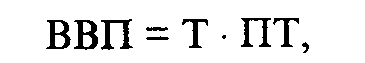 ВВП = Т · ПТ,